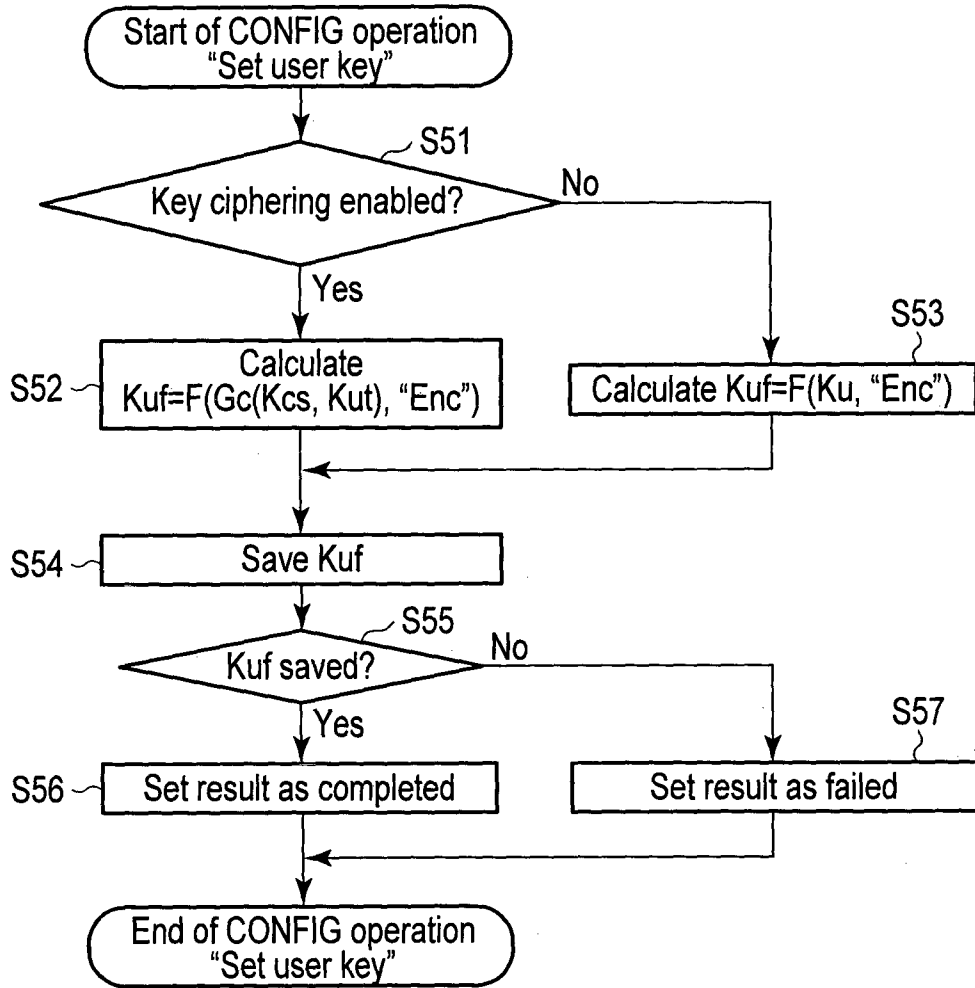 Start of CONFIG operation
“Set user key”
S51
Key ciphering enabled?
No
Yes
S53
S52
Calculate
Kuf=F(Gc(Kcs, Kut), “Enc”)
Calculate Kuf=F(Ku, “Enc”)
S54
Save Kuf
S55
Kuf saved?
No
Yes
S57
S56
Set result as completed
Set result as failed
End of CONFIG operation
“Set user key”